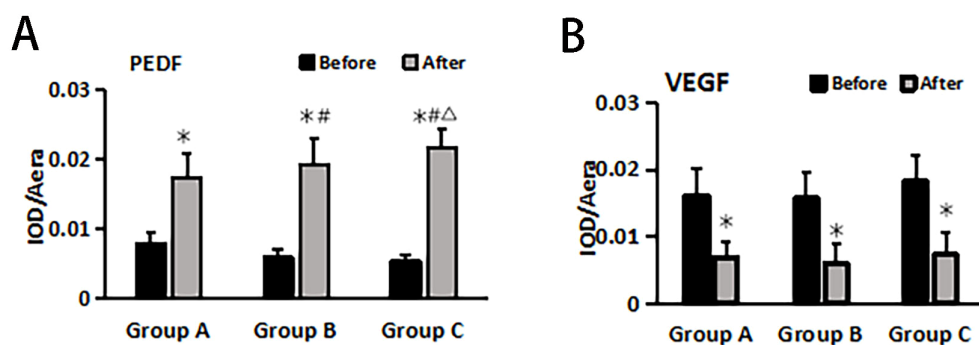 A
PEDF
Before After
0.03
0.02
0.01
0
IOD/Aera
*
*#
*#△
Group A Group B Group C
B
VEGF
Before After
0.03
0.02
0.01
0
IOD/Aera
*
*
*
Group A Group B Group C